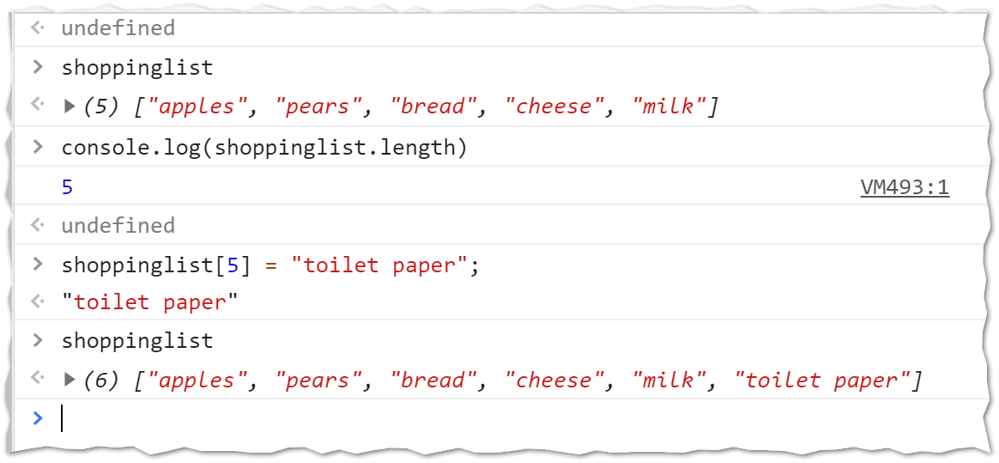 undefined
shoppinglist
(5) ["apples", "pears", "bread", "cheese", "milk"]
console.log(shoppinglist.length)
5 VM493:1
undefined
shoppinglist[5] = "toilet paper";
"toilet paper"
shoppinglist
(6) ["apples", "pears", "bread", "cheese", "milk", "toilet paper"]